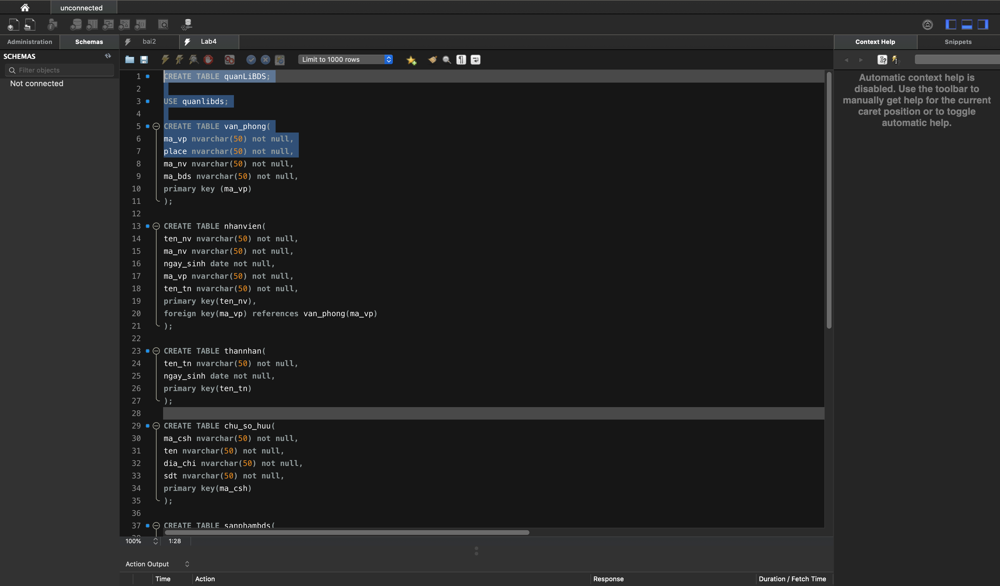 unconnected
Administration
Schemas
bai2
Lab4
Context Help
Snippets
SCHEMAS
Filter objects
Not connected
Limit to 1000 rows
Automatic context help is
disabled. Use the toolbar to
manually get help for the current
caret position or to toggle
automatic help.
1 CREATE TABLE quanLiBDS;
2
3 USE quanlibds;
4
5 CREATE TABLE van_phong(
6 ma_vp nvarchar(50) not null,
7 place nvarchar(50) not null,
8 ma_nv nvarchar(50) not null,
9 ma_bds nvarchar(50) not null,
10 primary key (ma_vp)
11 );
12
13 CREATE TABLE nhanvien(
14 ten_nv nvarchar(50) not null,
15 ma_nv nvarchar(50) not null,
16 ngay_sinh date not null,
17 ma_vp nvarchar(50) not null,
18 ten_tn nvarchar(50) not null,
19 primary key(ten_nv),
20 foreign key(ma_vp) references van_phong(ma_vp)
21 );
22
23 CREATE TABLE thannhan(
24 ten_tn nvarchar(50) not null,
25 ngay_sinh date not null,
26 primary key(ten_tn)
27 );
28
29 CREATE TABLE chu_so_huu(
30 ma_csh nvarchar(50) not null,
31 ten nvarchar(50) not null,
32 dia_chi nvarchar(50) not null,
33 sdt nvarchar(50) not null,
34 primary key(ma_csh)
35 );
36
37 CREATE TABLE sanphambds(
100%
1:28
Action Output
Time
Action
Response
Duration / Fetch Time